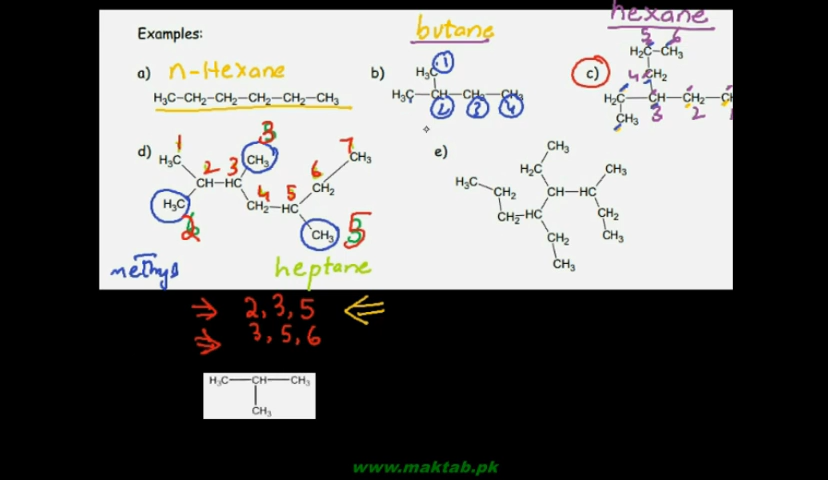 Examples:
a) n-Hexane
H₃C-CH₂-CH₂-CH₂-CH₂-CH₃
b) butane
H₃C 1
H₃C-CH-CH₂-CH₃
2 3 4
c) hexane
5 6
H₂C-CH₃
4 CH₂
H₂C-CH-CH₂-
CH₃ 3 2
d) 1 3 7
H₃C CH₃ CH₃
2 3 6
CH-HC CH₂
4 5
H₃C CH₂-HC
2 CH₃ 5
methyl heptane
e)
CH₃
H₂C CH₃
H₃C CH₂ CH-HC
CH₂-HC CH₂
CH₂ CH₃
CH₃
2,3,5
3,5,6
H₃C-CH-CH₃
CH₃
www.maktab.pk